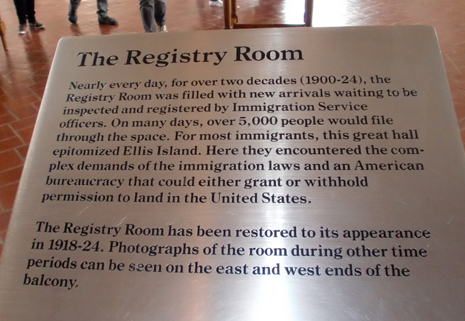 The Registry Room
Nearly every day, for over two decades (1900-24), the
Registry Room was filled with new arrivals waiting to be
inspected and registered by Immigration Service
officers. On many days, over 5,000 people would file
through the space. For most immigrants, this great hall
epitomized Ellis Island. Here they encountered the com-
plex demands of the immigration laws and an American
bureaucracy that could either grant or withhold
permission to land in the United States.
The Registry Room has been restored to its appearance
in 1918-24. Photographs of the room during other time
periods can be seen on the east and west ends of the
balcony.